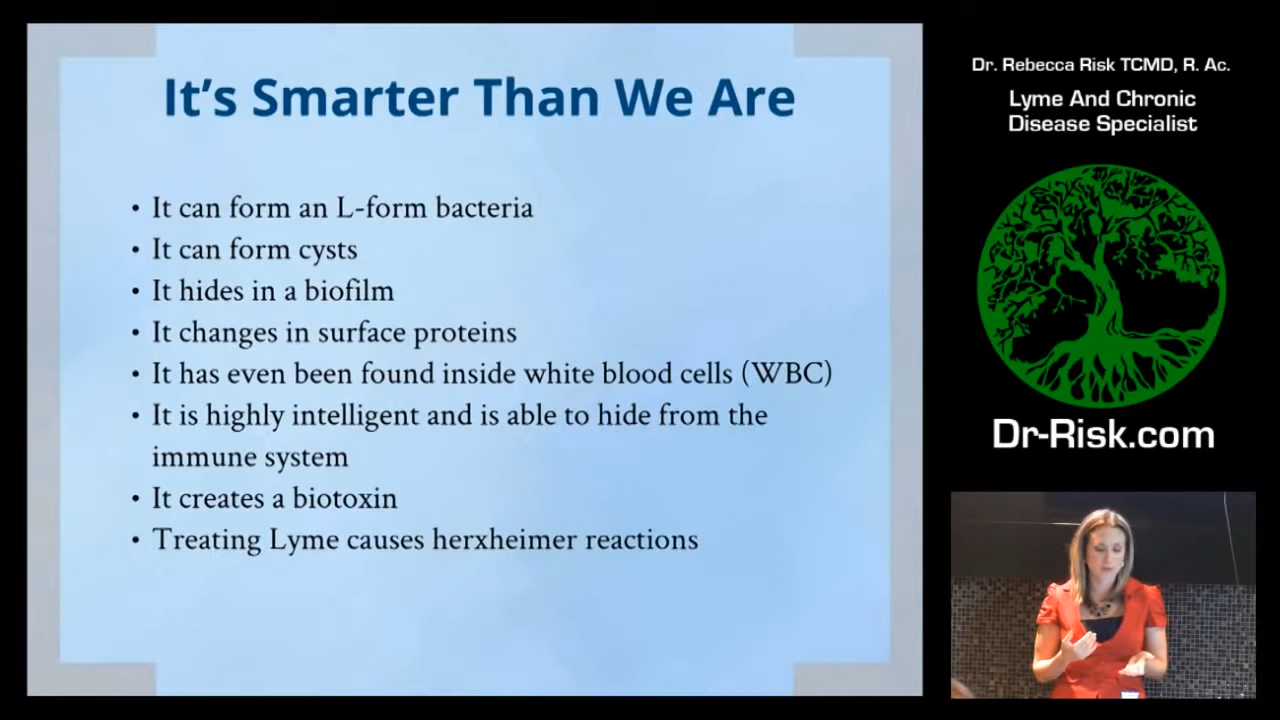 It's Smarter Than We Are
• It can form an L-form bacteria
• It can form cysts
• It hides in a biofilm
• It changes in surface proteins
• It has even been found inside white blood cells (WBC)
• It is highly intelligent and is able to hide from the
immune system
• It creates a biotoxin
• Treating Lyme causes herxheimer reactions
Dr. Rebecca Risk TCMD, R. Ac.
Lyme And Chronic
Disease Specialist
Dr-Risk.com